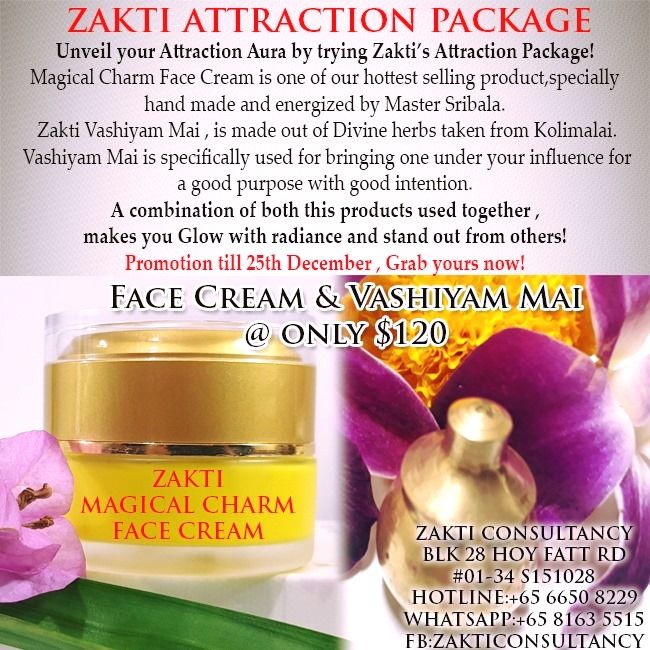 ZAKTI ATTRACTION PACKAGE
Unveil your Attraction Aura by trying Zakti's Attraction Package!
Magical Charm Face Cream is one of our hottest selling product,specially
hand made and energized by Master Sribala.
Zakti Vashiyam Mai , is made out of Divine herbs taken from Kolimalai.
Vashiyam Mai is specifically used for bringing one under your influence for
a good purpose with good intention.
A combination of both this products used together ,
makes you Glow with radiance and stand out from others!
Promotion till 25th December , Grab yours now!
Face Cream & Vashiyam Mai
@ only $120
ZAKTI
MAGICAL CHARM
FACE CREAM
ZAKTI CONSULTANCY
BLK 28 HOY FATT RD
#01-34 S151028
HOTLINE:+65 6650 8229
WHATSAPP:+65 8163 5515
FB:ZAKTICONSULTANCY